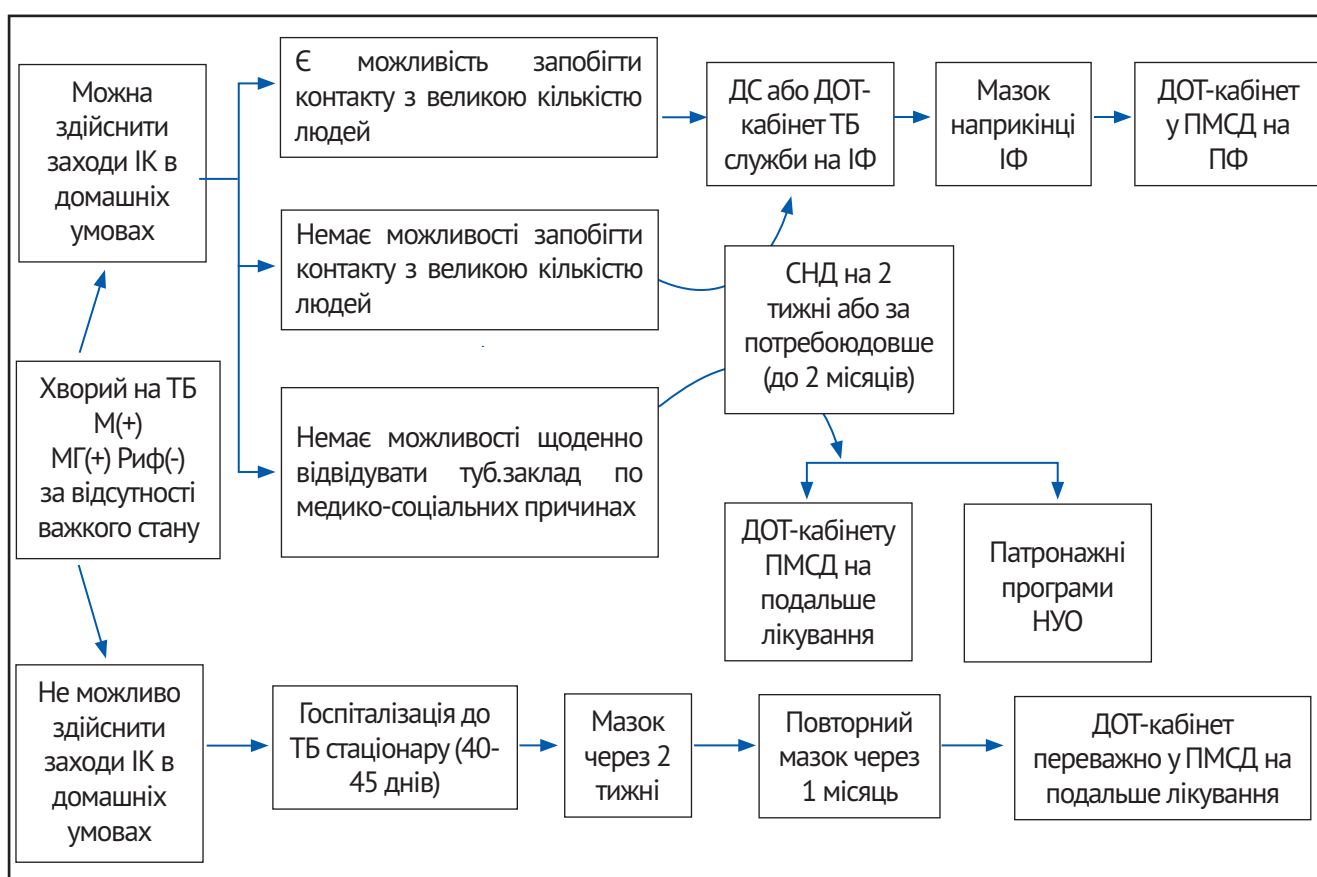 Можна
здійснити
заходи ІК в
домашніх
умовах
Є можливість запобігти
контакту з великою кількістю
людей
ДС або ДОТ-
кабінет ТБ
служби на ІФ
Мазок
наприкінці
ІФ
ДОТ-кабінет
у ПМСД на
ПФ
Немає можливості запобігти
контакту з великою кількістю
людей
СНД на 2
тижні або за
потребоюдовше
(до 2 місяців)
Хворий на ТБ
М(+)
МГ(+) Риф(-)
за відсутності
важкого стану
Немає можливості щоденно
відвідувати туб.заклад по
медико-соціальних причинах
ДОТ-кабінету
ПМСД на
подальше
лікування
Патронажні
програми
НУО
Не можливо
здійснити
заходи ІК в
домашніх
умовах
Госпіталізація до
ТБ стаціонару (40-
45 днів)
Мазок
через 2
тижні
Повторний
мазок через
1 місяць
ДОТ-кабінет
переважно у ПМСД на
подальше лікування